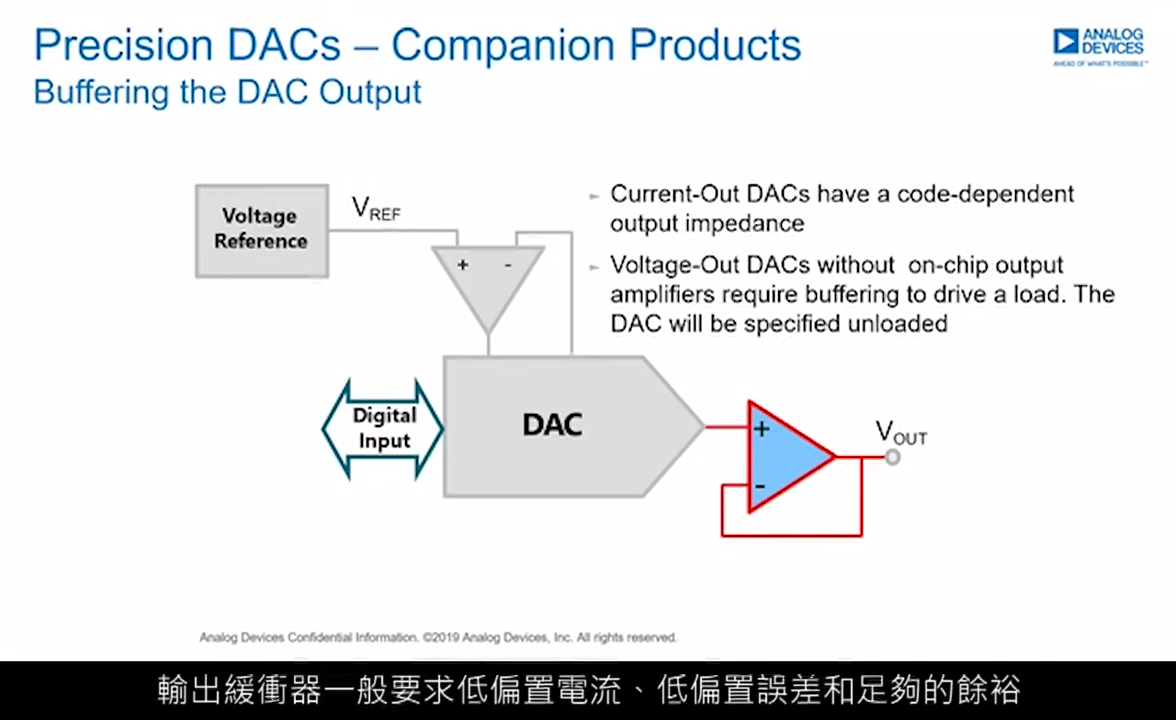 Precision DACs – Companion Products
Buffering the DAC Output
ANALOG
DEVICES
AHEAD OF WHAT'S POSSIBLE™
Voltage
Reference
VREF
+ -
► Current-Out DACs have a code-dependent
output impedance
► Voltage-Out DACs without on-chip output
amplifiers require buffering to drive a load. The
DAC will be specified unloaded
Digital
Input
DAC
+
-
VOUT
Analog Devices Confidential Information. ©2019 Analog Devices, Inc. All rights reserved.
輸出緩衝器一般要求低偏置電流、低偏置誤差和足夠的餘裕